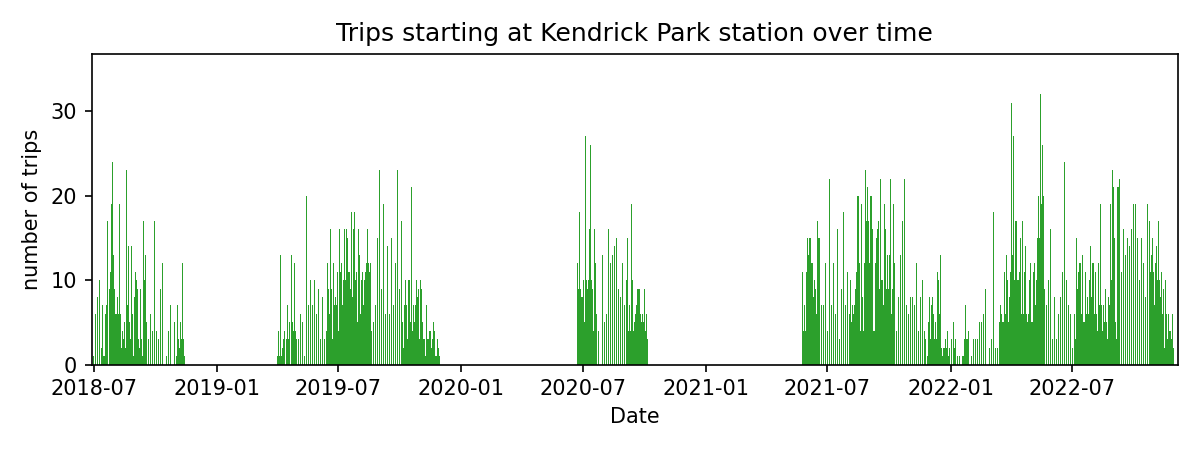 Trips starting at Kendrick Park station over time
number of trips
30
20
10
0
2018-07 2019-01 2019-07 2020-01 2020-07 2021-01 2021-07 2022-01 2022-07
Date